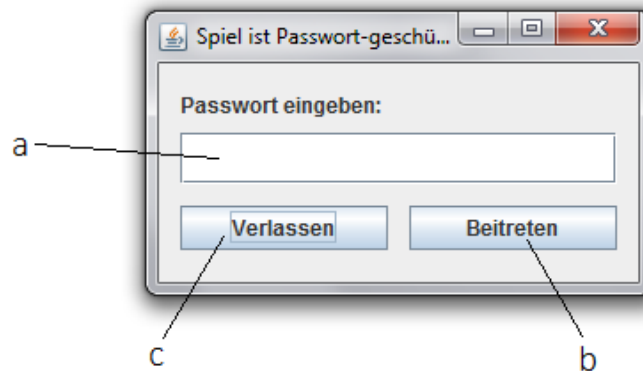 Spiel ist Passwort-geschü...
Passwort eingeben:
a
Verlassen
Beitreten
c
b